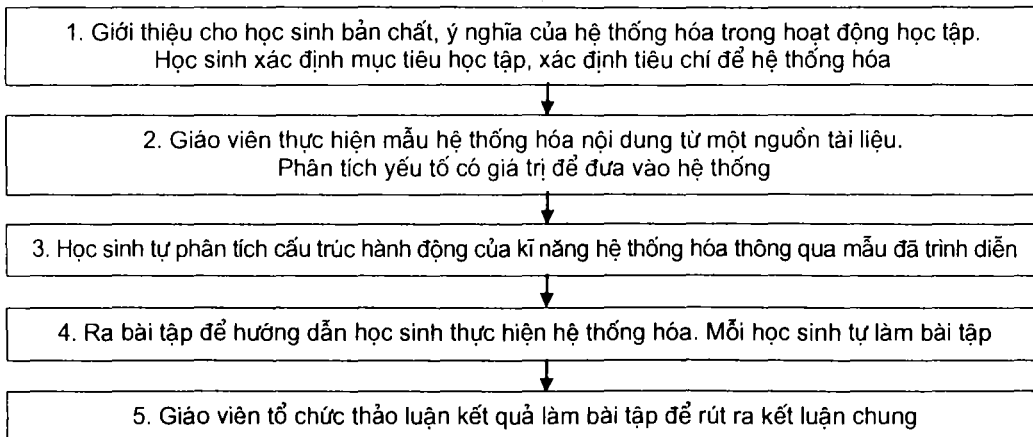 1. Giới thiệu cho học sinh bản chất, ý nghĩa của hệ thống hóa trong hoạt động học tập.
Học sinh xác định mục tiêu học tập, xác định tiêu chí để hệ thống hóa
2. Giáo viên thực hiện mẫu hệ thống hóa nội dung từ một nguồn tài liệu.
Phân tích yếu tố có giá trị để đưa vào hệ thống
3. Học sinh tự phân tích cấu trúc hành động của kĩ năng hệ thống hóa thông qua mẫu đã trình diễn
4. Ra bài tập để hướng dẫn học sinh thực hiện hệ thống hóa. Mỗi học sinh tự làm bài tập
5. Giáo viên tổ chức thảo luận kết quả làm bài tập để rút ra kết luận chung